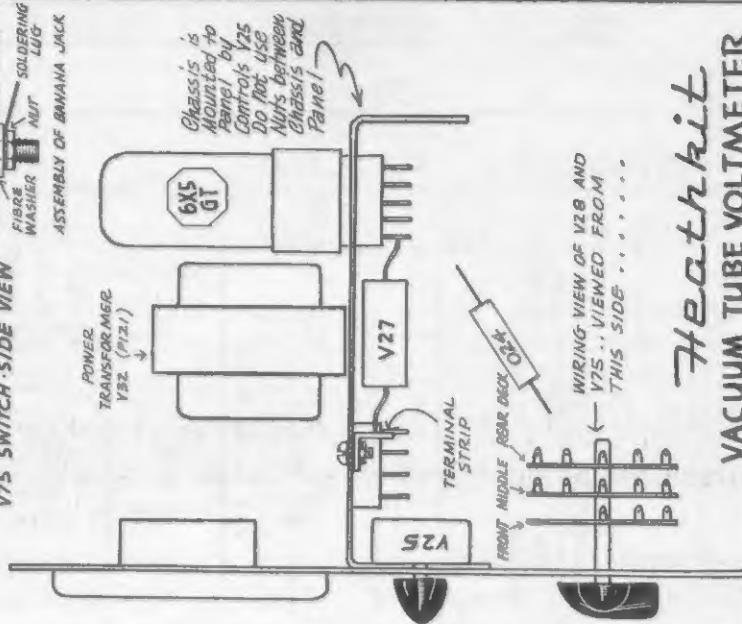 V75 SWITCH · SIDE VIEW
FIBRE
WASHER
SOLDERING
LUG
NUT
ASSEMBLY OF BANANA JACK
Chassis is
Mounted to
Panel by
Controls V25
Do not use
Nuts between
Chassis and
Panel
6X5
GT
POWER
TRANSFORMER
V32 (P121)
V27
TERMINAL
STRIP
V25
FRONT
MIDDLE
REAR DECK
WIRING VIEW OF V28 AND
V75.. VIEWED FROM
THIS SIDE . . . . . . .
Heathkit
VACUUM TUBE VOLTMETER